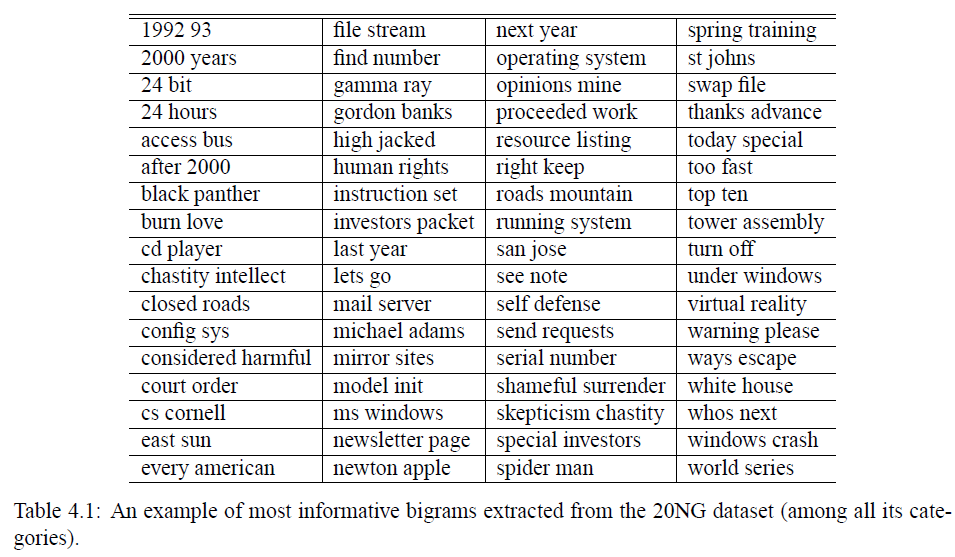 1992 93 file stream next year spring training
2000 years find number operating system st johns
24 bit gamma ray opinions mine swap file
24 hours gordon banks proceeded work thanks advance
access bus high jacked resource listing today special
after 2000 human rights right keep too fast
black panther instruction set roads mountain top ten
burn love investors packet running system tower assembly
cd player last year san jose turn off
chastity intellect lets go see note under windows
closed roads mail server self defense virtual reality
config sys michael adams send requests warning please
considered harmful mirror sites serial number ways escape
court order model init shameful surrender white house
cs cornell ms windows skepticism chastity whos next
east sun newsletter page special investors windows crash
every american newton apple spider man world series
Table 4.1: An example of most informative bigrams extracted from the 20NG dataset (among all its cate-
gories).